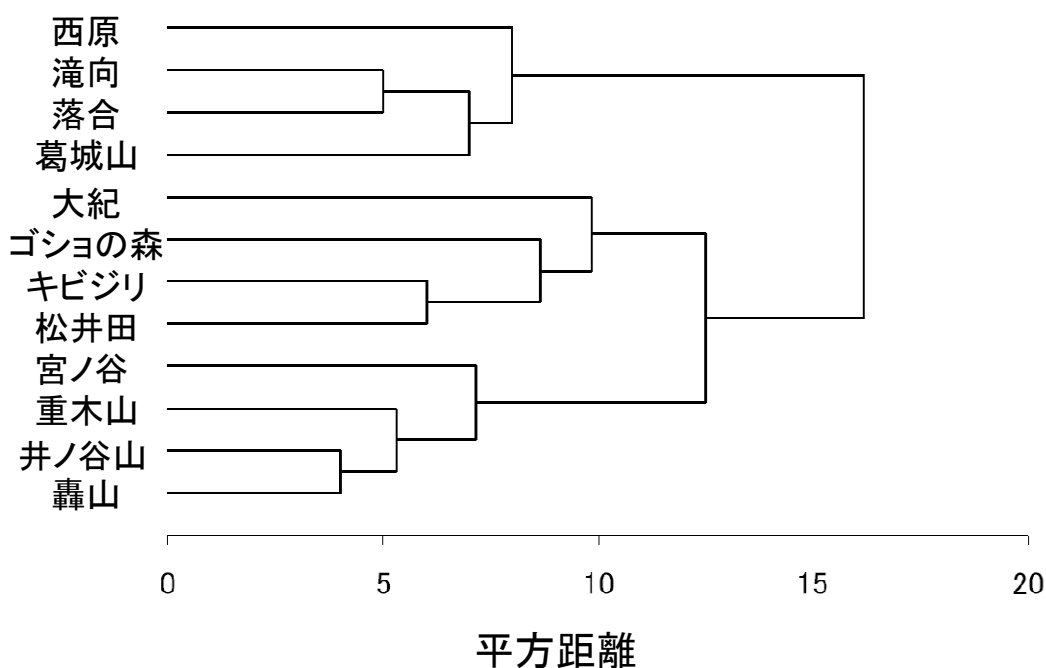 西原
滝向
落合
葛城山
大紀
ゴショの森
キビジリ
松井田
宮ノ谷
重木山
井ノ谷山
轟山
0 5 10 15 20
平方距離